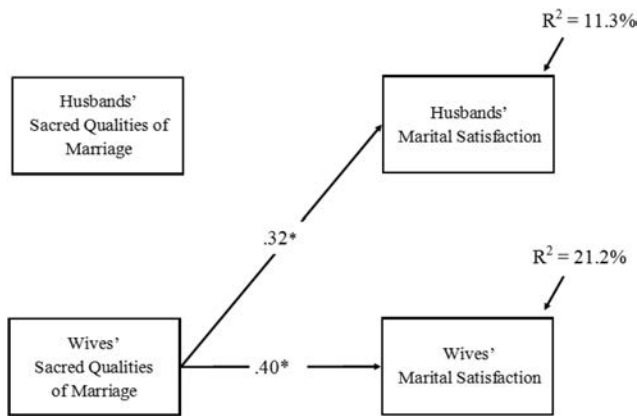 R² = 11.3%
Husbands’
Sacred Qualities of
Marriage
Husbands’
Marital Satisfaction
.32*
R² = 21.2%
Wives’
Sacred Qualities
of Marriage
.40*
Wives’
Marital Satisfaction